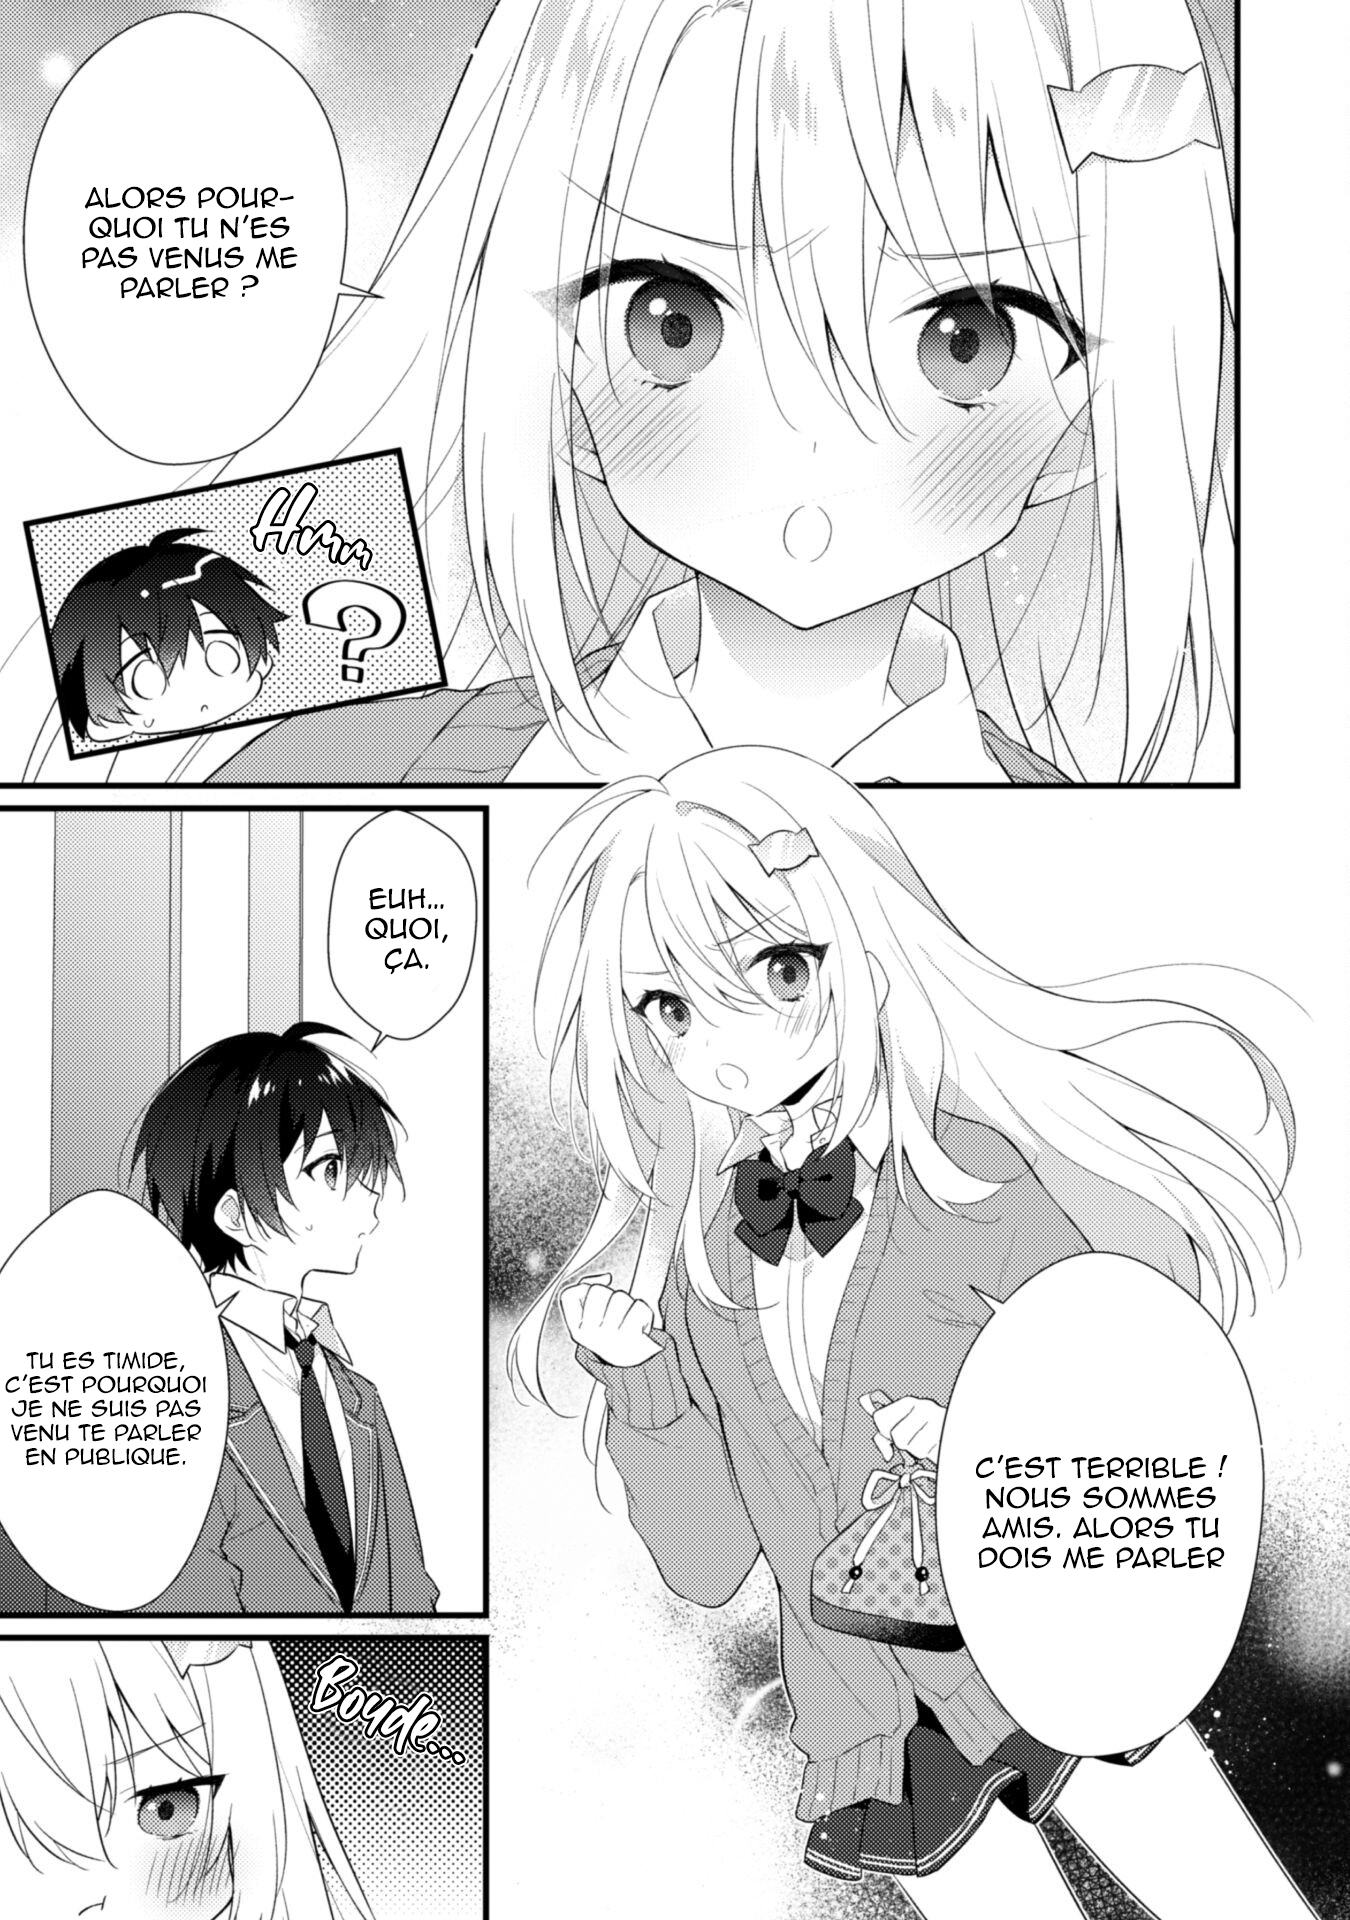 ALORS POUR-
QUOI TU N'ES
PAS VENUS ME
PARLER ?
Hmm
?
C'EST TERRIBLE !
NOUS SOMMES
AMIS. ALORS TU
DOIS ME PARLER
EUH...
QUOI,
ÇA.
TU ES TIMIDE,
C'EST POURQUOI
JE NE SUIS PAS
VENU TE PARLER
EN PUBLIQUE.
Boude...